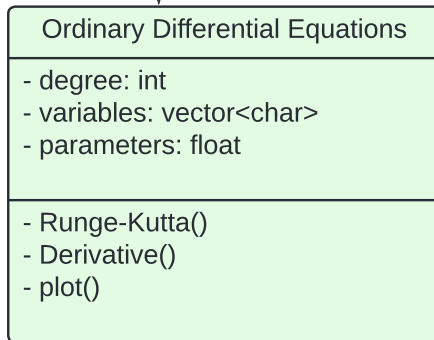 Ordinary Differential Equations
- degree: int
- variables: vector<char>
- parameters: float
- Runge-Kutta()
- Derivative()
- plot()